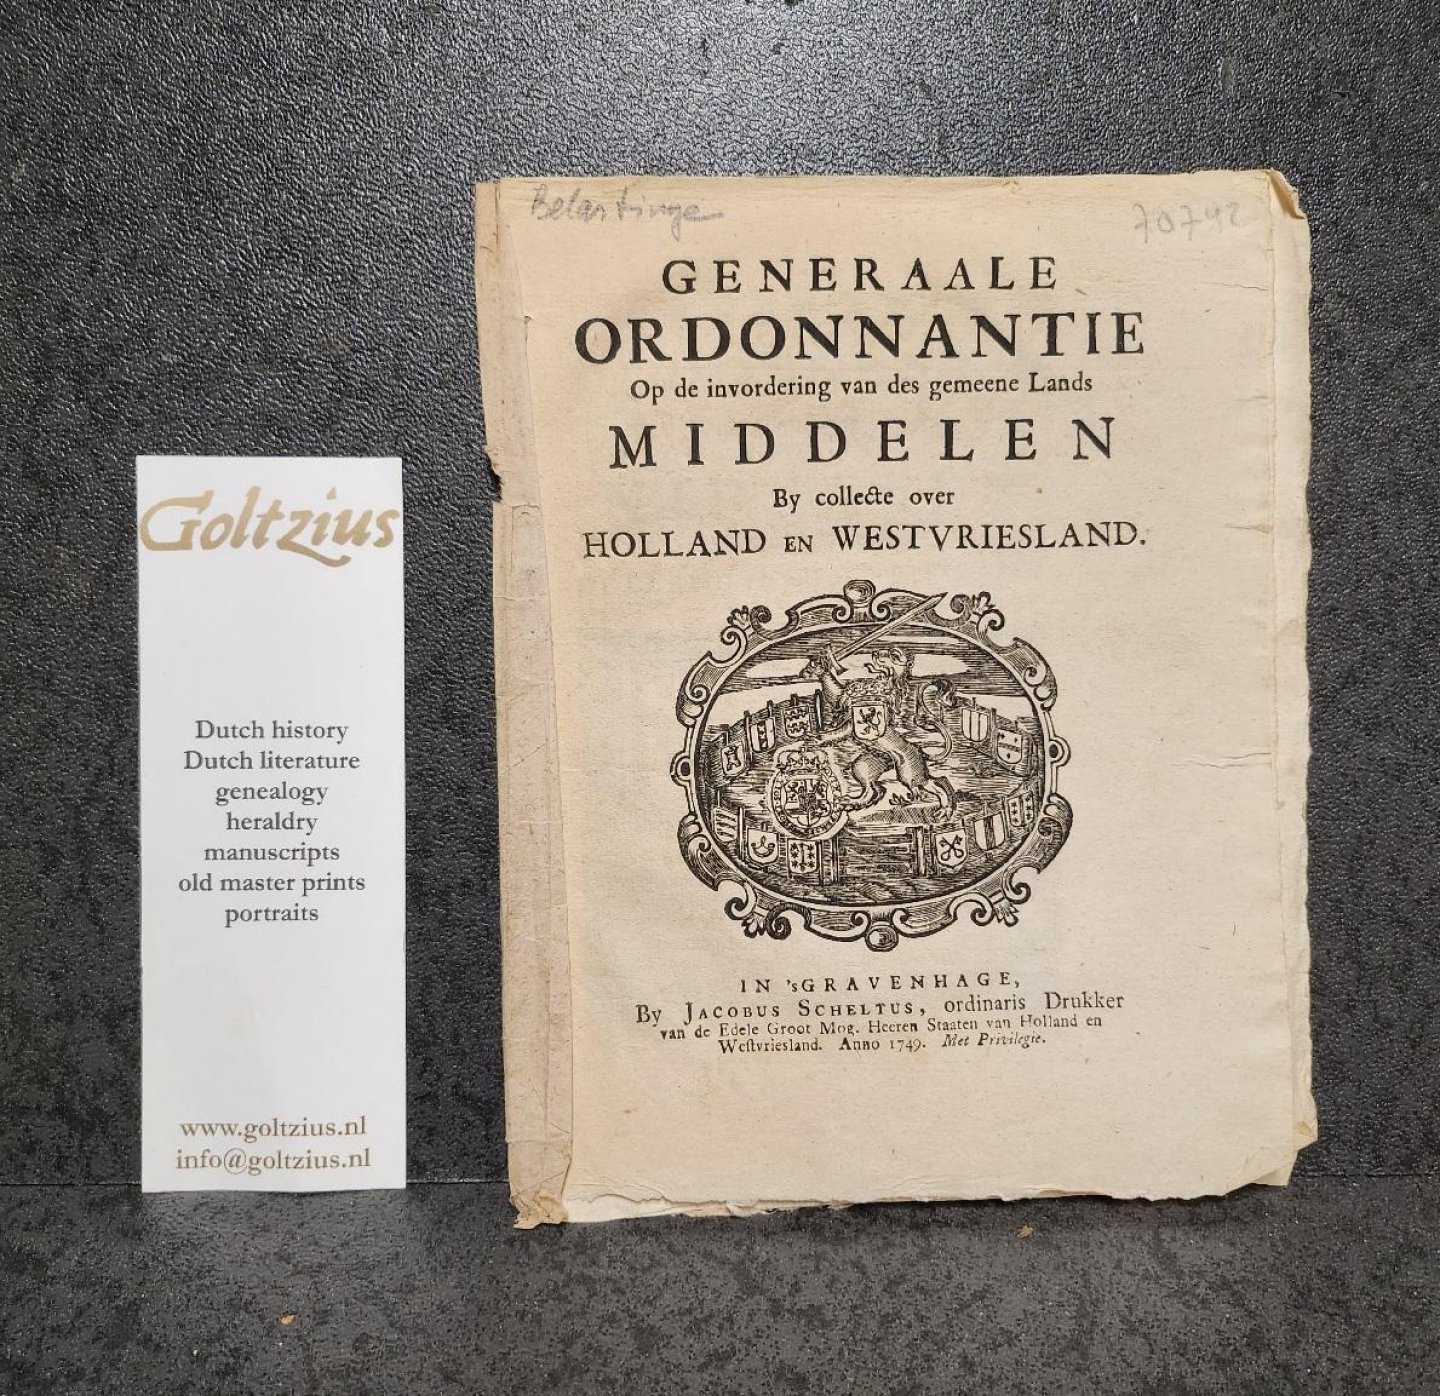 Goltzius
Dutch history
Dutch literature
genealogy
heraldry
manuscripts
old master prints
portraits
www.goltzius.nl
info@goltzius.nl
Belastinge
70742
GENERAALE
ORDONNANTIE
Op de invordering van des gemeene Lands
MIDDELEN
By collecte over
HOLLAND EN WESTVRIESLAND.
IN 'sGRAVENHAGE,
By JACOBUS SCHELTUS, ordinaris Drukker
van de Edele Groot Mog. Heeren Staaten van Holland en
Westvriesland. Anno 1749. Met Privilegie.